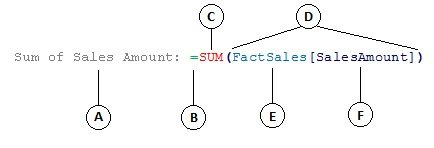 C D
Sum of Sales Amount: =SUM(FactSales[SalesAmount])
A B E F